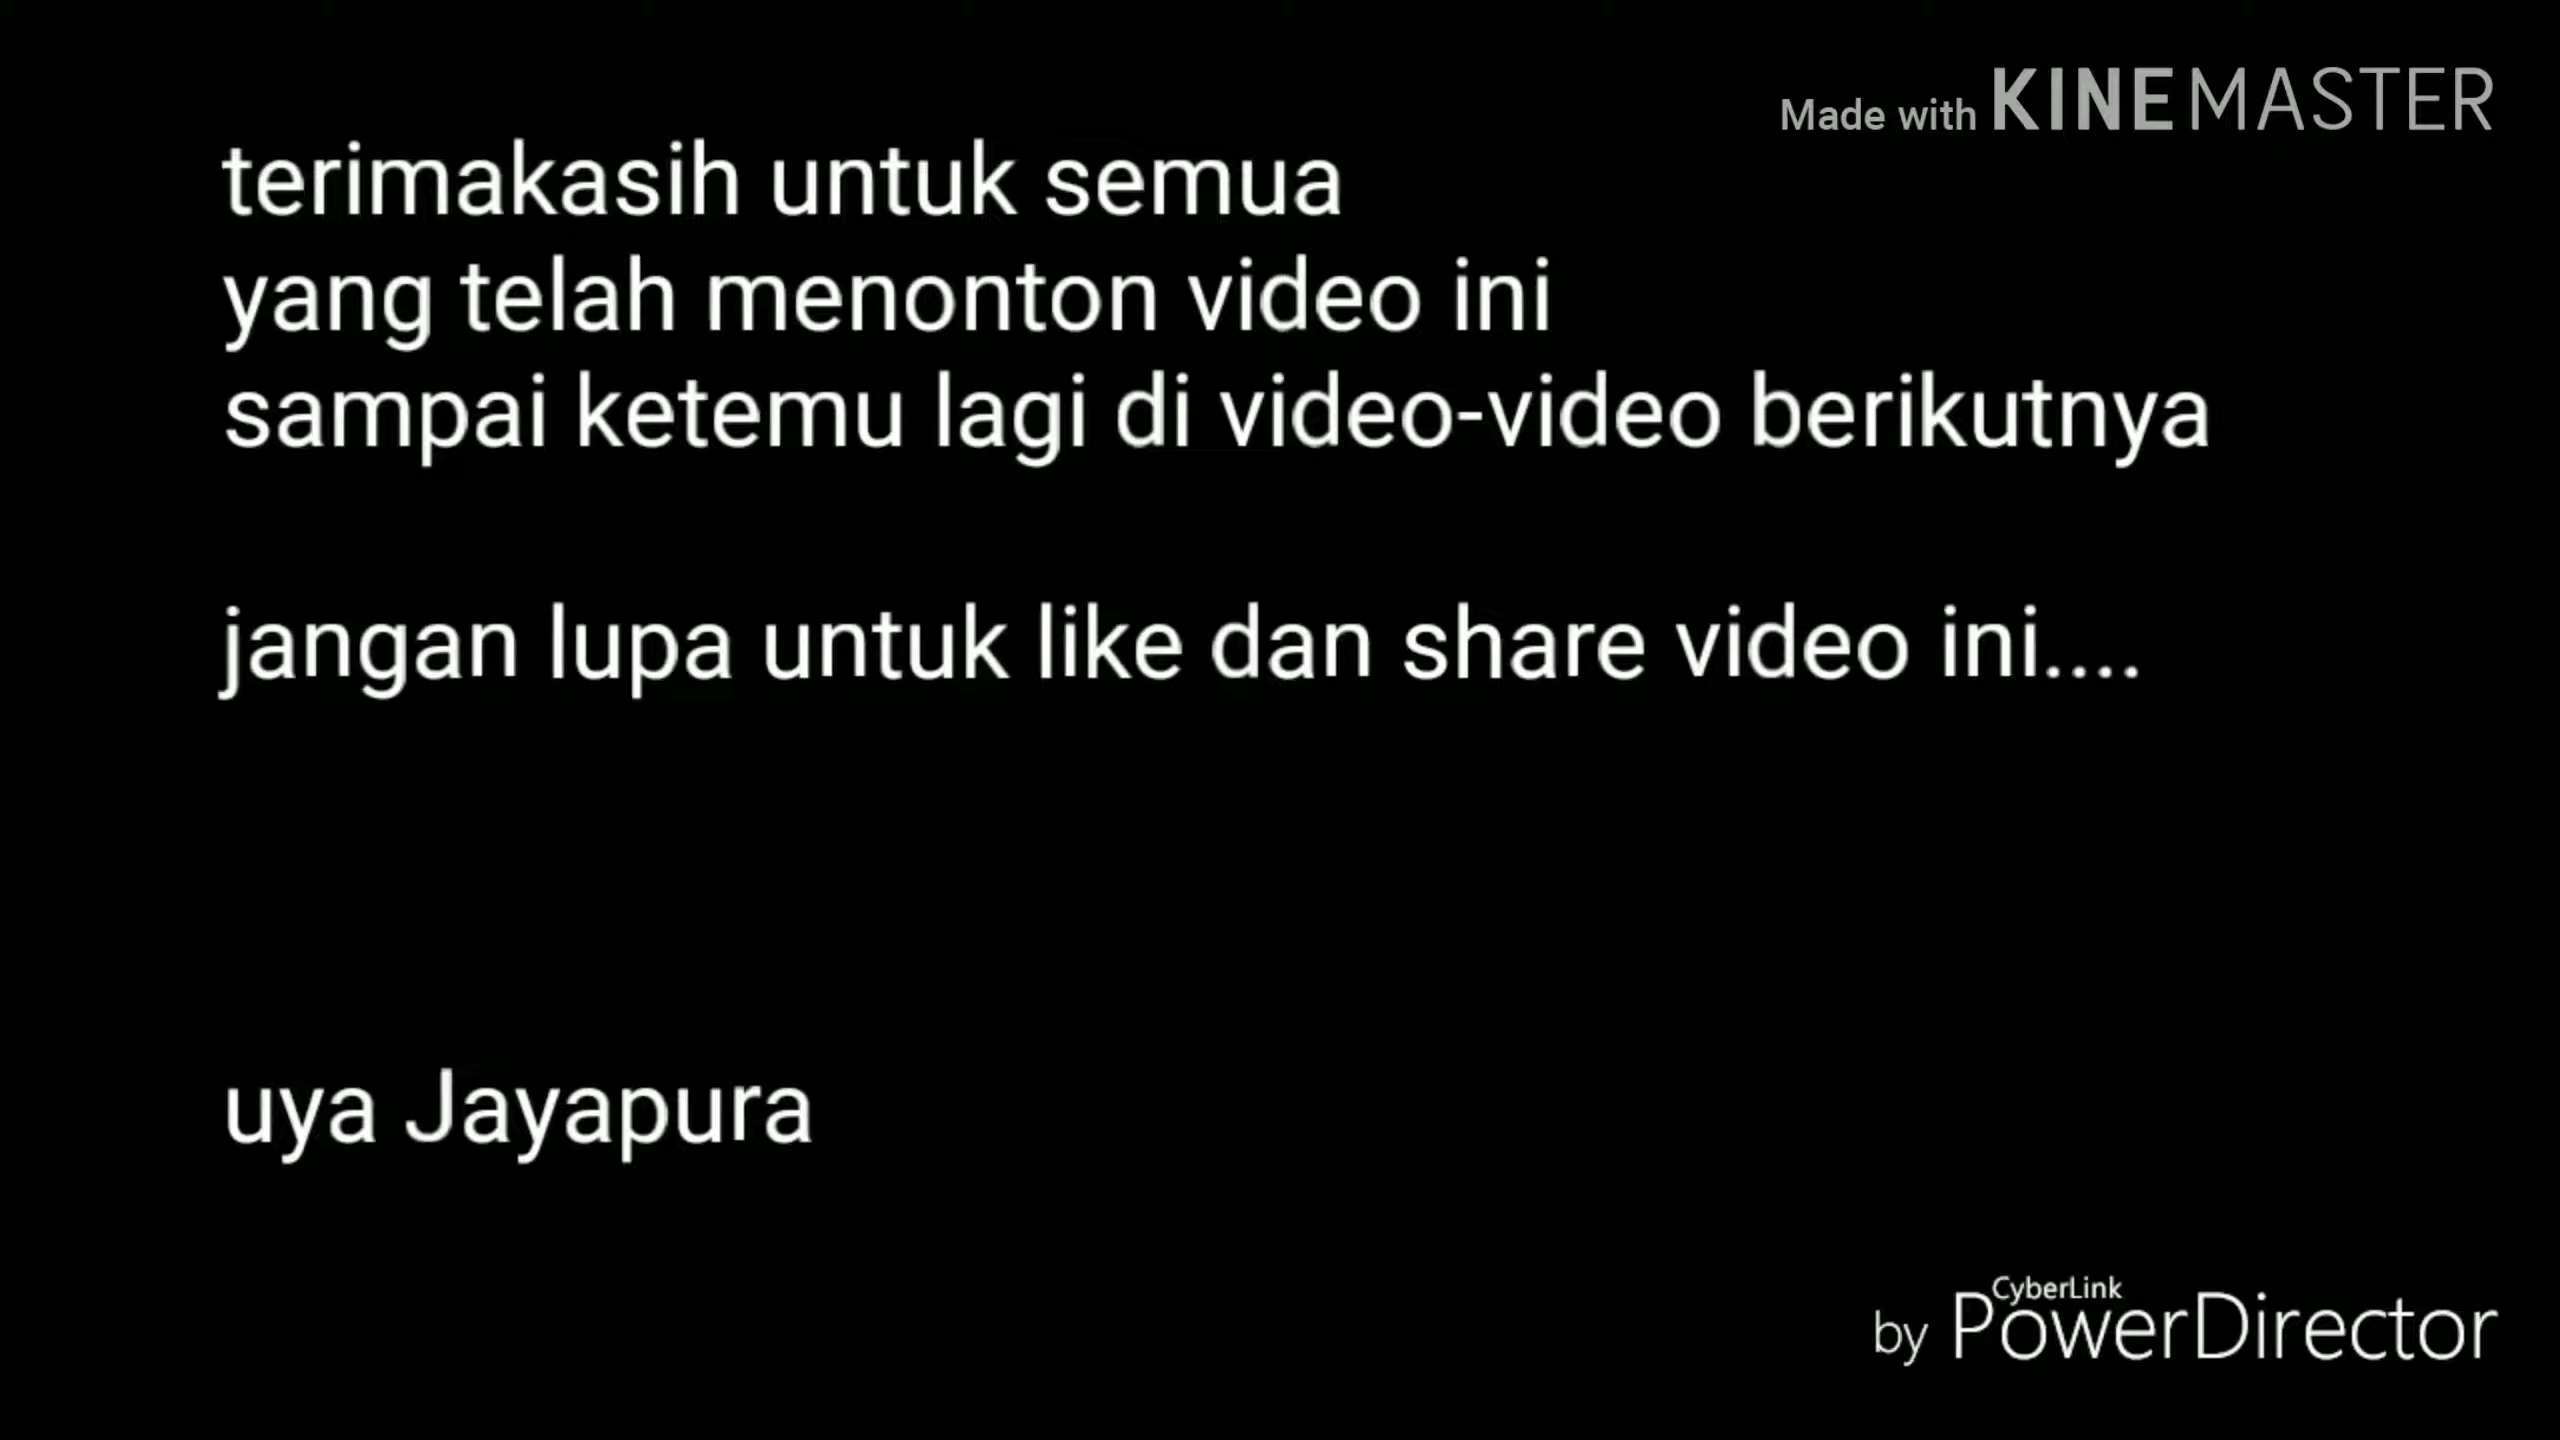 Made with KINEMASTER
terimakasih untuk semua
yang telah menonton video ini
sampai ketemu lagi di video-video berikutnya
jangan lupa untuk like dan share video ini....
uya Jayapura
by CyberLink PowerDirector